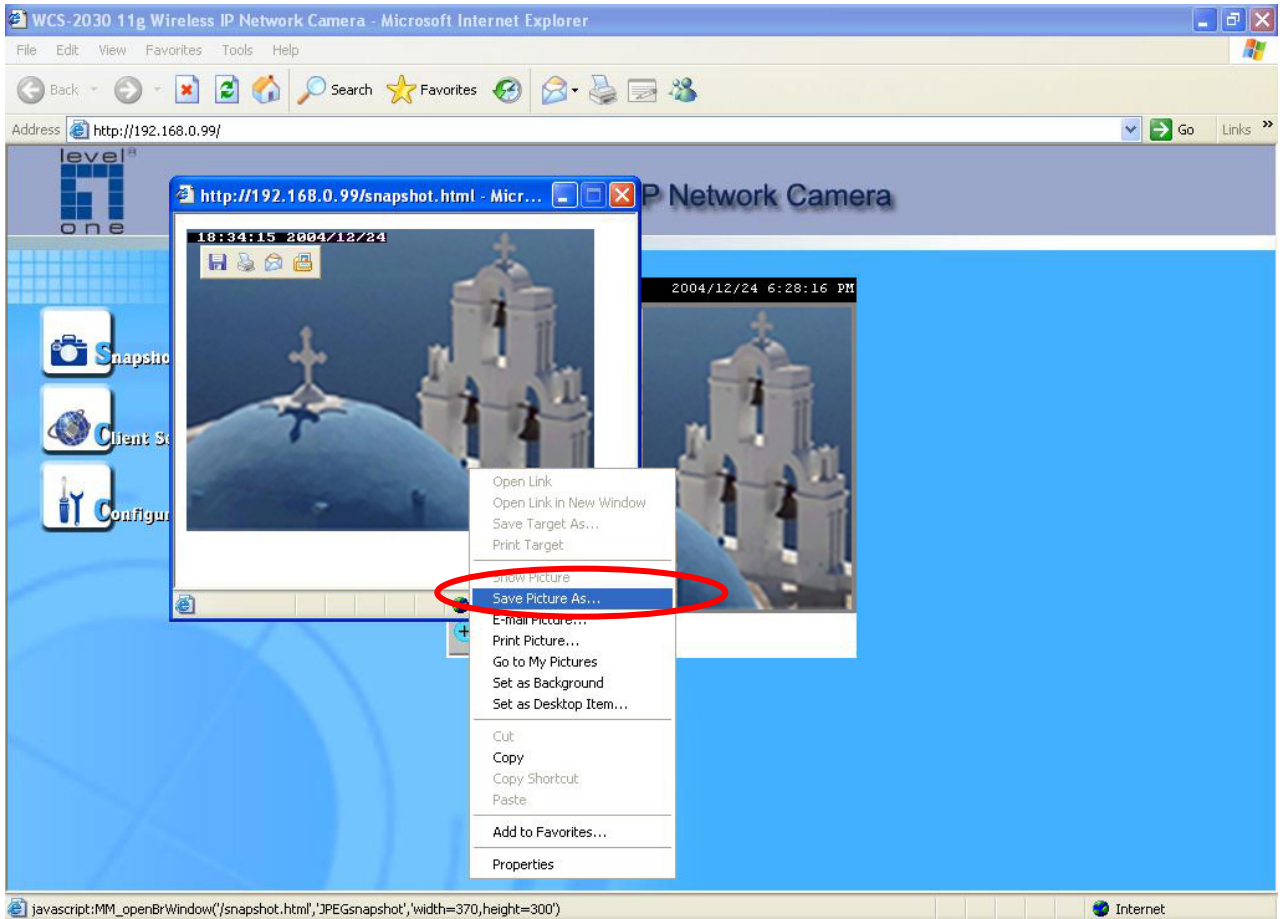 WCS-2030 11g Wireless IP Network Camera - Microsoft Internet Explorer
File Edit View Favorites Tools Help
Back Search Favorites
Address http://192.168.0.99/ Go Links »
level®
one
P Network Camera
http://192.168.0.99/snapshot.html - Micr...
18:34:15 2004/12/24
2004/12/24 6:28:16 PM
Snapsho
Client Se
Configur
Open Link
Open Link in New Window
Save Target As...
Print Target
Show Picture
Save Picture As...
E-mail Picture...
Print Picture...
Go to My Pictures
Set as Background
Set as Desktop Item...
Cut
Copy
Copy Shortcut
Paste
Add to Favorites...
Properties
javascript:MM_openBrWindow('/snapshot.html','JPEGsnapshot','width=370,height=300') Internet